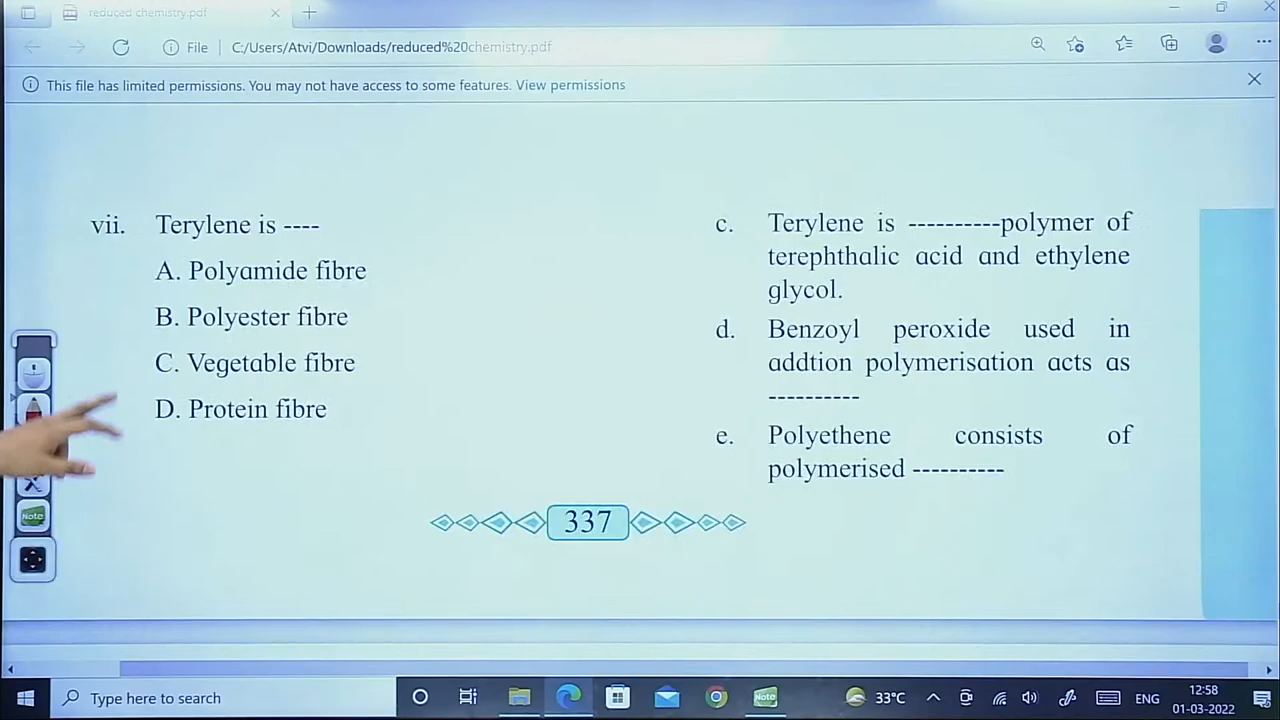 reduced chemistry.pdf
File
C:/Users/Atvi/Downloads/reduced%20chemistry.pdf
This file has limited permissions. You may not have access to some features. View permissions
vii. Terylene is ----
A. Polyamide fibre
B. Polyester fibre
C. Vegetable fibre
D. Protein fibre
c. Terylene is ----------polymer of
terephthalic acid and ethylene
glycol.
d. Benzoyl peroxide used in
addtion polymerisation acts as
----------
e. Polyethene consists of
polymerised ----------
337
Note
Type here to search
Note
33°C
ENG
12:58
01-03-2022